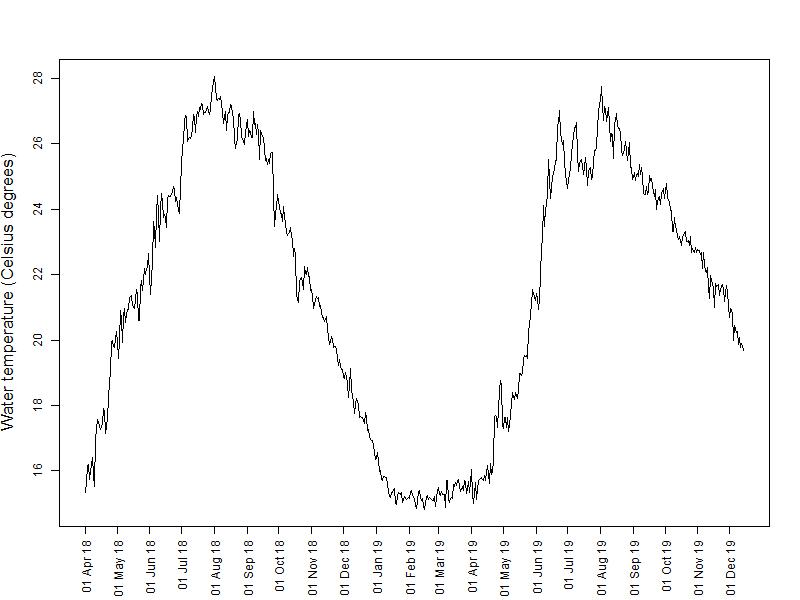 Water temperature (Celsius degrees)
28
26
24
22
20
18
16
01 Apr 18
01 May 18
01 Jun 18
01 Jul 18
01 Aug 18
01 Sep 18
01 Oct 18
01 Nov 18
01 Dec 18
01 Jan 19
01 Feb 19
01 Mar 19
01 Apr 19
01 May 19
01 Jun 19
01 Jul 19
01 Aug 19
01 Sep 19
01 Oct 19
01 Nov 19
01 Dec 19